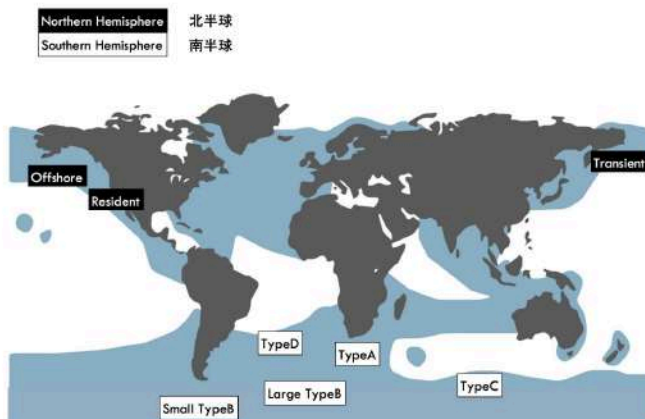 Northern Hemisphere 北半球
Southern Hemisphere 南半球
Offshore
Resident
Transient
TypeD
TypeA
Large TypeB
TypeC
Small TypeB